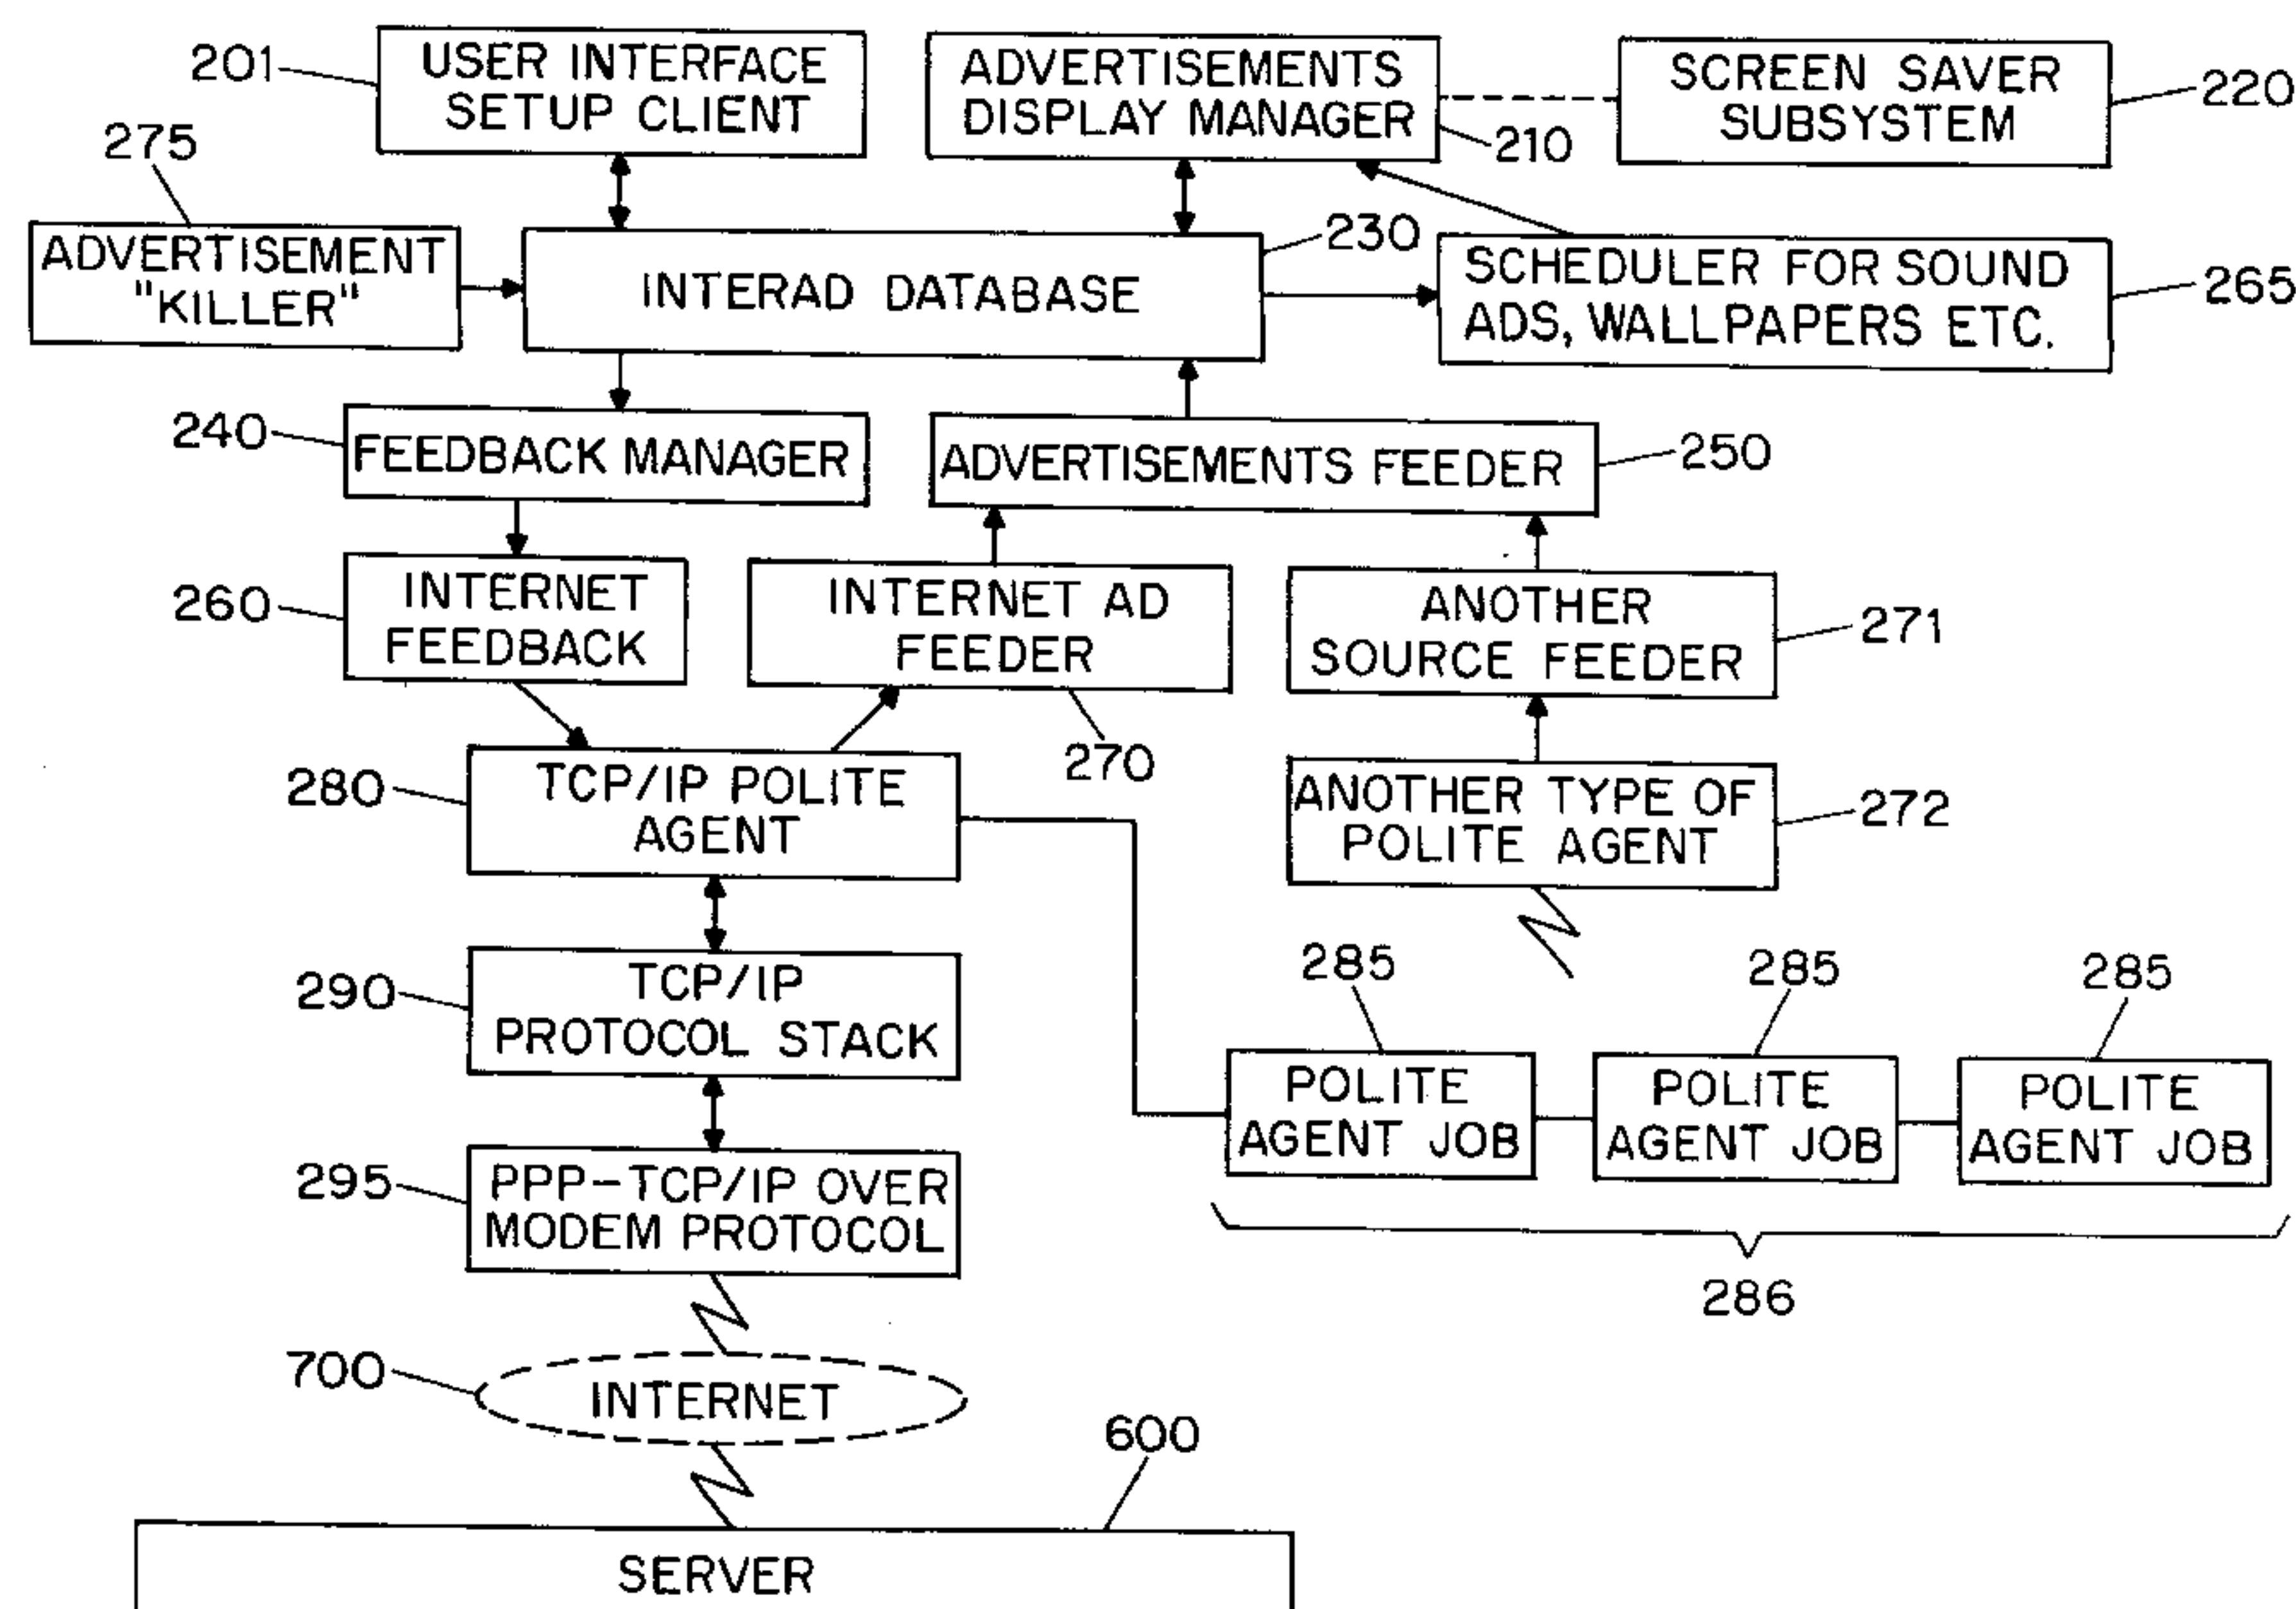 201
USER INTERFACE
SETUP CLIENT
ADVERTISEMENTS
DISPLAY MANAGER
210
SCREEN SAVER
SUBSYSTEM
220
275
ADVERTISEMENT
"KILLER"
INTERAD DATABASE
230
SCHEDULER FOR SOUND
ADS, WALLPAPERS ETC.
265
240
FEEDBACK MANAGER
ADVERTISEMENTS FEEDER
250
260
INTERNET
FEEDBACK
INTERNET AD
FEEDER
270
ANOTHER
SOURCE FEEDER
271
280
TCP/IP POLITE
AGENT
ANOTHER TYPE OF
POLITE AGENT
272
290
TCP/IP
PROTOCOL STACK
285
285
285
POLITE
AGENT JOB
POLITE
AGENT JOB
POLITE
AGENT JOB
286
295
PPP-TCP/IP OVER
MODEM PROTOCOL
700
INTERNET
600
SERVER